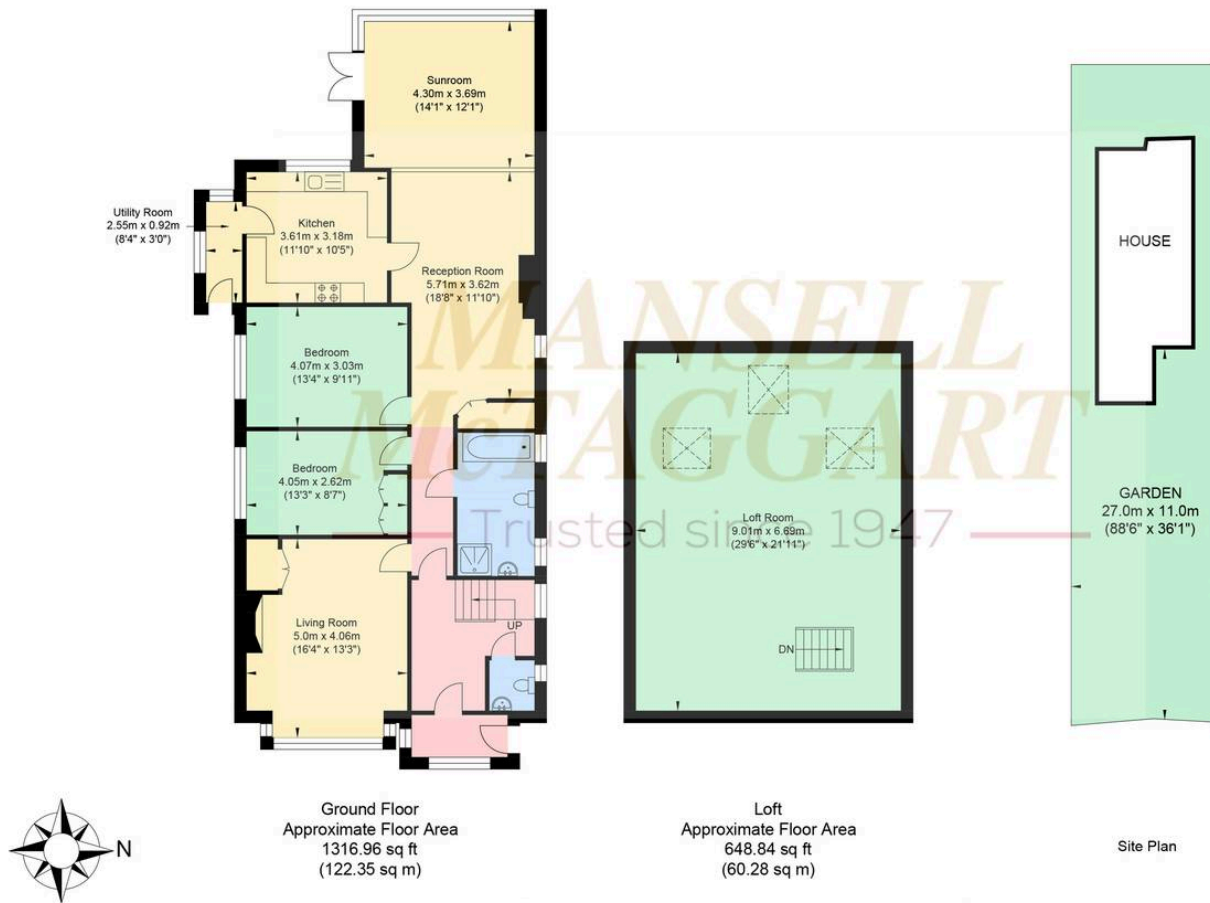 Sunroom
4.30m x 3.69m
(14'1" x 12'1")
Utility Room
2.55m x 0.92m
(8'4" x 3'0")
Kitchen
3.61m x 3.18m
(11'10" x 10'5")
Reception Room
5.71m x 3.62m
(18'8" x 11'10")
Bedroom
4.07m x 3.03m
(13'4" x 9'11")
Bedroom
4.05m x 2.62m
(13'3" x 8'7")
Living Room
5.0m x 4.06m
(16'4" x 13'3")
UP
Loft Room
9.01m x 6.69m
(29'6" x 21'11")
DN
HOUSE
GARDEN
27.0m x 11.0m
(88'6" x 36'1")
MANSELL
McTAGGART
Trusted since 1947
N
Ground Floor
Approximate Floor Area
1316.96 sq ft
(122.35 sq m)
Loft
Approximate Floor Area
648.84 sq ft
(60.28 sq m)
Site Plan